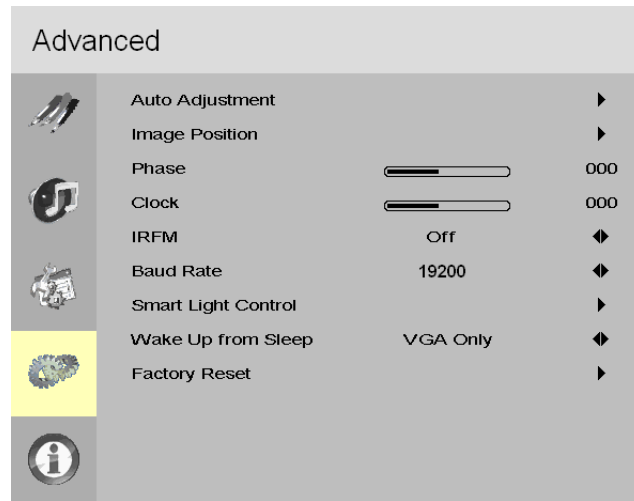 Advanced
Auto Adjustment
Image Position
Phase 000
Clock 000
IRFM Off
Baud Rate 19200
Smart Light Control
Wake Up from Sleep VGA Only
Factory Reset